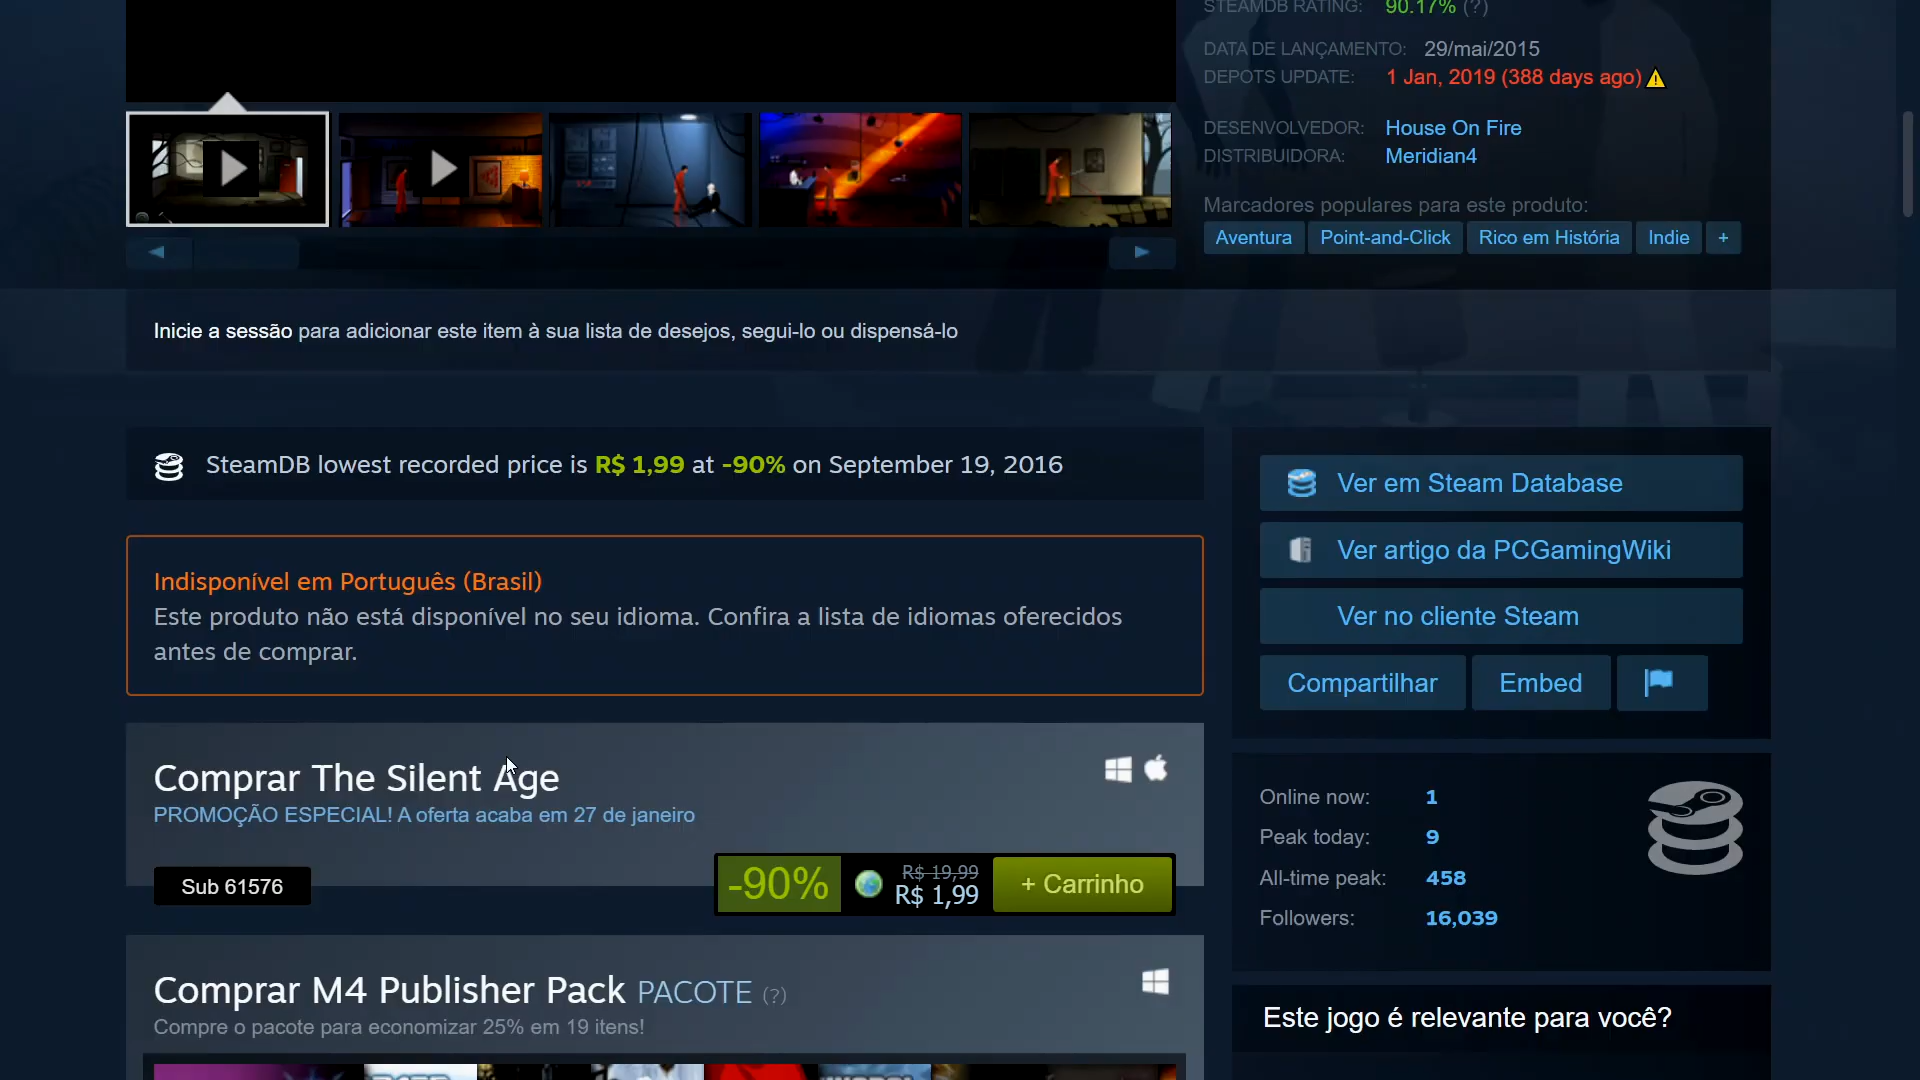 STEAMDB RATING: 90.17% (?)
DATA DE LANÇAMENTO: 29/mai/2015
DEPOTS UPDATE: 1 Jan, 2019 (388 days ago)
DESENVOLVEDOR: House On Fire
DISTRIBUIDORA: Meridian4
Marcadores populares para este produto:
Aventura Point-and-Click Rico em História Indie +
Inicie a sessão para adicionar este item à sua lista de desejos, segui-lo ou dispensá-lo
SteamDB lowest recorded price is R$ 1,99 at -90% on September 19, 2016
Indisponível em Português (Brasil)
Este produto não está disponível no seu idioma. Confira a lista de idiomas oferecidos
antes de comprar.
Comprar The Silent Age
PROMOÇÃO ESPECIAL! A oferta acaba em 27 de janeiro
Sub 61576
-90%
R$ 19,99
R$ 1,99
+ Carrinho
Comprar M4 Publisher Pack PACOTE (?)
Compre o pacote para economizar 25% em 19 itens!
Ver em Steam Database
Ver artigo da PCGamingWiki
Ver no cliente Steam
Compartilhar Embed
Online now: 1
Peak today: 9
All-time peak: 458
Followers: 16,039
Este jogo é relevante para você?